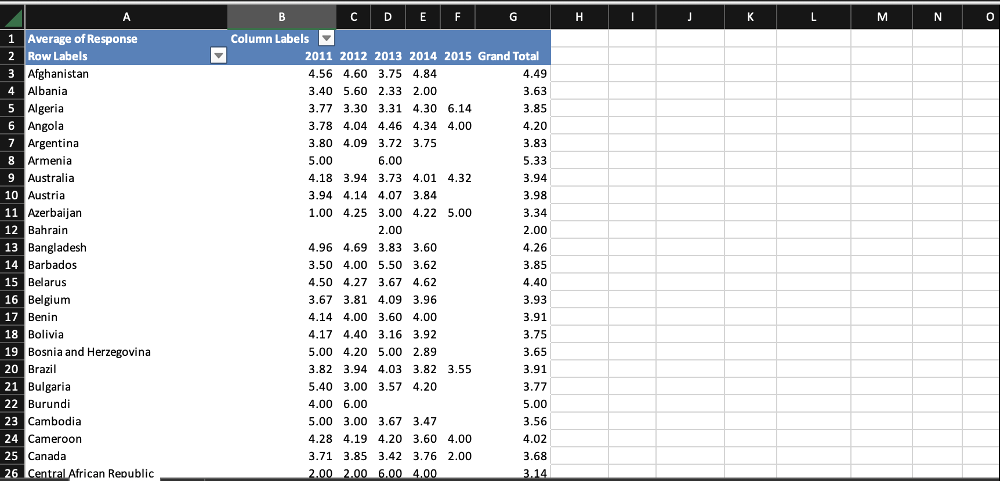 A B C D E F G H I J K L M N O
1 Average of Response Column Labels
2 Row Labels 2011 2012 2013 2014 2015 Grand Total
3 Afghanistan 4.56 4.60 3.75 4.84 4.49
4 Albania 3.40 5.60 2.33 2.00 3.63
5 Algeria 3.77 3.30 3.31 4.30 6.14 3.85
6 Angola 3.78 4.04 4.46 4.34 4.00 4.20
7 Argentina 3.80 4.09 3.72 3.75 3.83
8 Armenia 5.00 6.00 5.33
9 Australia 4.18 3.94 3.73 4.01 4.32 3.94
10 Austria 3.94 4.14 4.07 3.84 3.98
11 Azerbaijan 1.00 4.25 3.00 4.22 5.00 3.34
12 Bahrain 2.00 2.00
13 Bangladesh 4.96 4.69 3.83 3.60 4.26
14 Barbados 3.50 4.00 5.50 3.62 3.85
15 Belarus 4.50 4.27 3.67 4.62 4.40
16 Belgium 3.67 3.81 4.09 3.96 3.93
17 Benin 4.14 4.00 3.60 4.00 3.91
18 Bolivia 4.17 4.40 3.16 3.92 3.75
19 Bosnia and Herzegovina 5.00 4.20 5.00 2.89 3.65
20 Brazil 3.82 3.94 4.03 3.82 3.55 3.91
21 Bulgaria 5.40 3.00 3.57 4.20 3.77
22 Burundi 4.00 6.00 5.00
23 Cambodia 5.00 3.00 3.67 3.47 3.56
24 Cameroon 4.28 4.19 4.20 3.60 4.00 4.02
25 Canada 3.71 3.85 3.42 3.76 2.00 3.68
26 Central African Republic 2.00 2.00 6.00 4.00 3.14